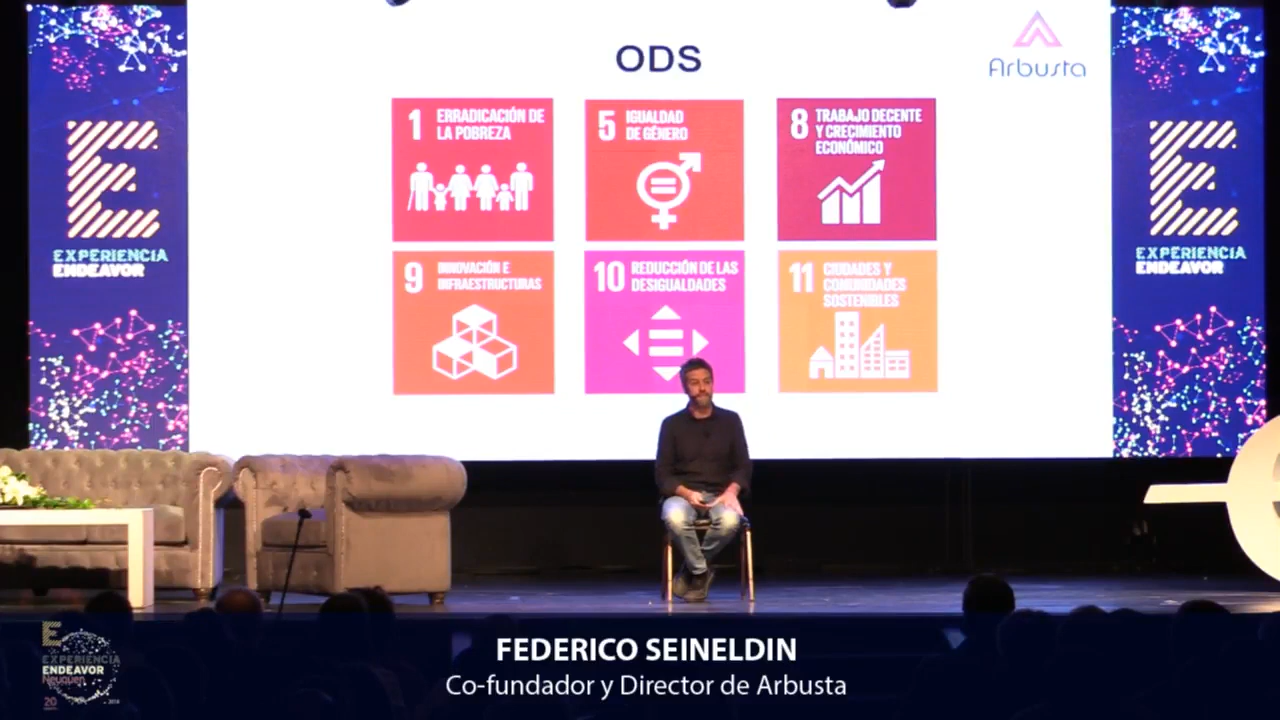 ODS
Arbusta
1 ERRADICACIÓN DE
LA POBREZA
5 IGUALDAD
DE GÉNERO
8 TRABAJO DECENTE
Y CRECIMIENTO
ECONÓMICO
9 INNOVACIÓN E
INFRAESTRUCTURAS
10 REDUCCIÓN DE LAS
DESIGUALDADES
11 CIUDADES Y
COMUNIDADES
SOSTENIBLES
E
EXPERIENCIA
ENDEAVOR
E
EXPERIENCIA
ENDEAVOR
FEDERICO SEINELDIN
Co-fundador y Director de Arbusta
E
EXPERIENCIA
ENDEAVOR
Neuquén
20